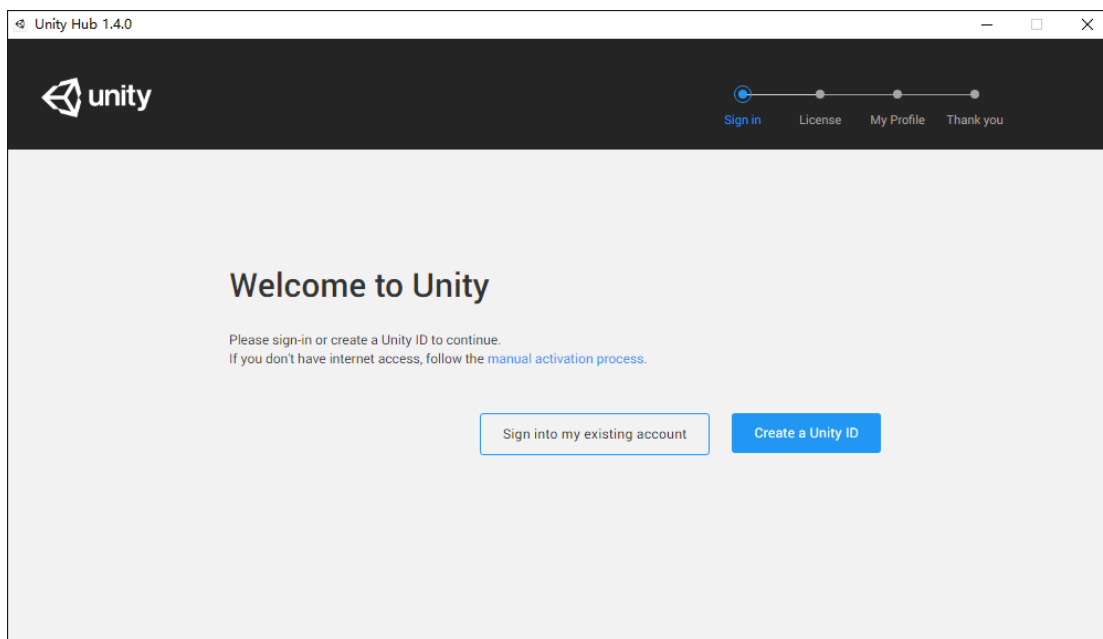 Unity Hub 1.4.0
unity
Sign in
License
My Profile
Thank you
Welcome to Unity
Please sign-in or create a Unity ID to continue.
If you don't have internet access, follow the manual activation process.
Sign into my existing account
Create a Unity ID